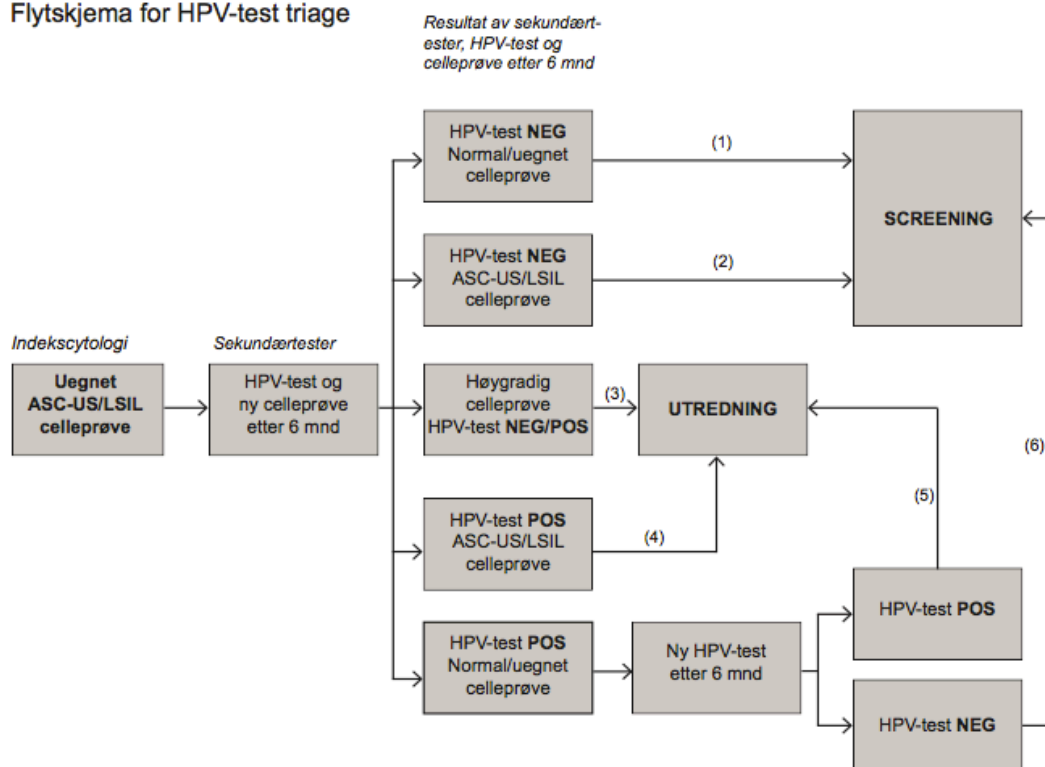 Flytskjema for HPV-test triage
Resultat av sekundært-
ester, HPV-test og
celleprøve etter 6 mnd
HPV-test NEG
Normal/uegnet
celleprøve
(1)
SCREENING
HPV-test NEG
ASC-US/LSIL
celleprøve
(2)
Indekscytologi
Uegnet
ASC-US/LSIL
celleprøve
Sekundærtester
HPV-test og
ny celleprøve
etter 6 mnd
Høygradig
celleprøve
HPV-test NEG/POS
(3)
UTREDNING
(6)
HPV-test POS
ASC-US/LSIL
celleprøve
(4)
(5)
HPV-test POS
Normal/uegnet
celleprøve
Ny HPV-test
etter 6 mnd
HPV-test POS
HPV-test NEG